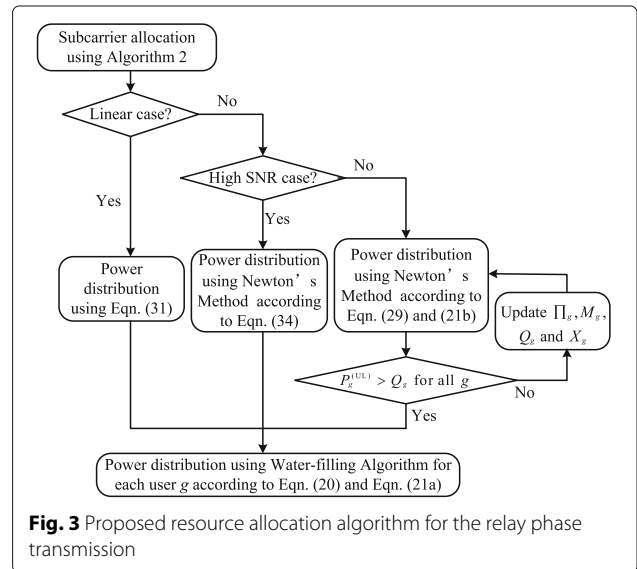 Subcarrier allocation
using Algorithm 2
Linear case?
No
High SNR case?
No
Yes
Yes
Power
distribution
using Eqn. (31)
Power distribution
using Newton's
Method according
to Eqn. (34)
Power distribution
using Newton's
Method according to
Eqn. (29) and (21b)
Update ∏g, Mg,
Qg and Xg
Pg(UL) > Qg for all g
No
Yes
Power distribution using Water-filling Algorithm for
each user g according to Eqn. (20) and Eqn. (21a)
Fig. 3 Proposed resource allocation algorithm for the relay phase
transmission